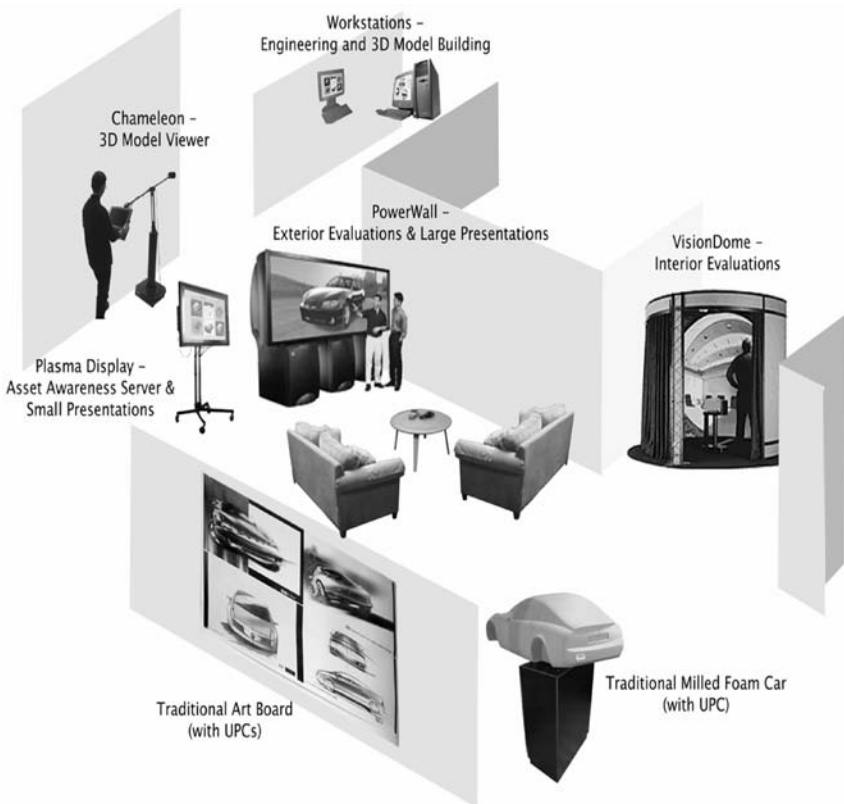 Workstations –
Engineering and 3D Model Building
Chameleon –
3D Model Viewer
PowerWall –
Exterior Evaluations & Large Presentations
VisionDome –
Interior Evaluations
Plasma Display –
Asset Awareness Server &
Small Presentations
Traditional Art Board
(with UPCs)
Traditional Milled Foam Car
(with UPC)